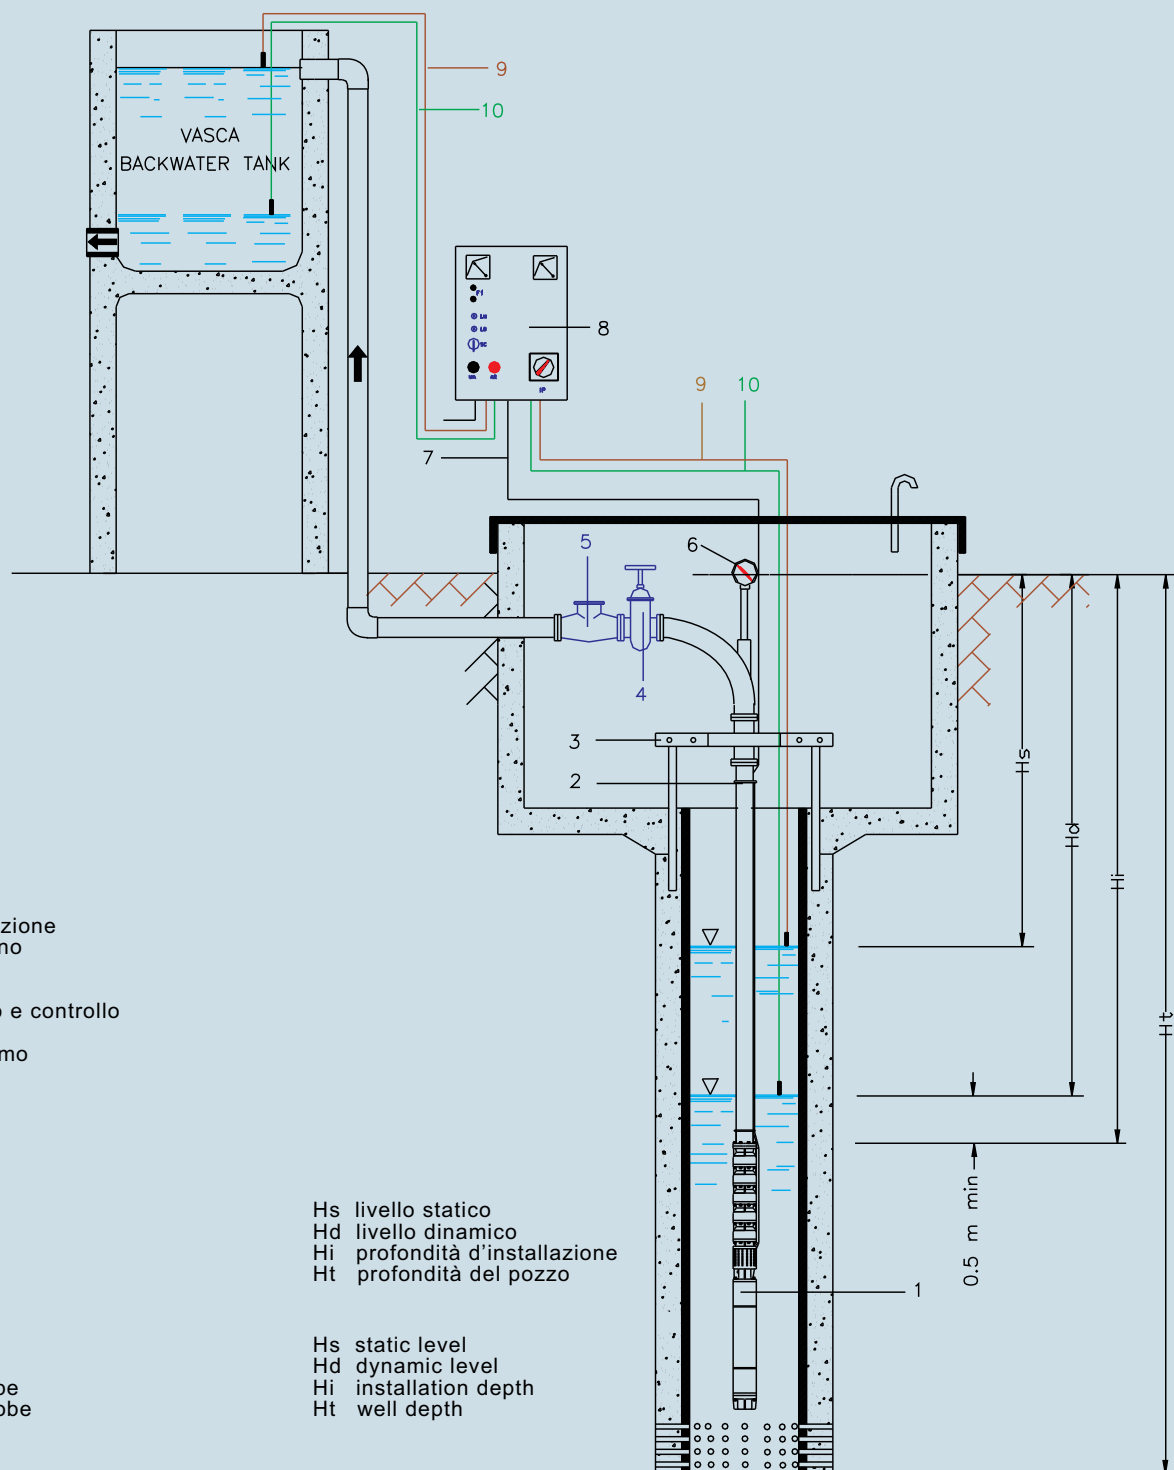 9
10
VASCA
BACKWATER TANK
8
9
10
7
5
6
4
3
2
Hs
Hd
Hi
Ht
zione
no
o e controllo
mo
0.5 m min
1
Hs livello statico
Hd livello dinamico
Hi profondità d'installazione
Ht profondità del pozzo
Hs static level
Hd dynamic level
Hi installation depth
Ht well depth
be
obe